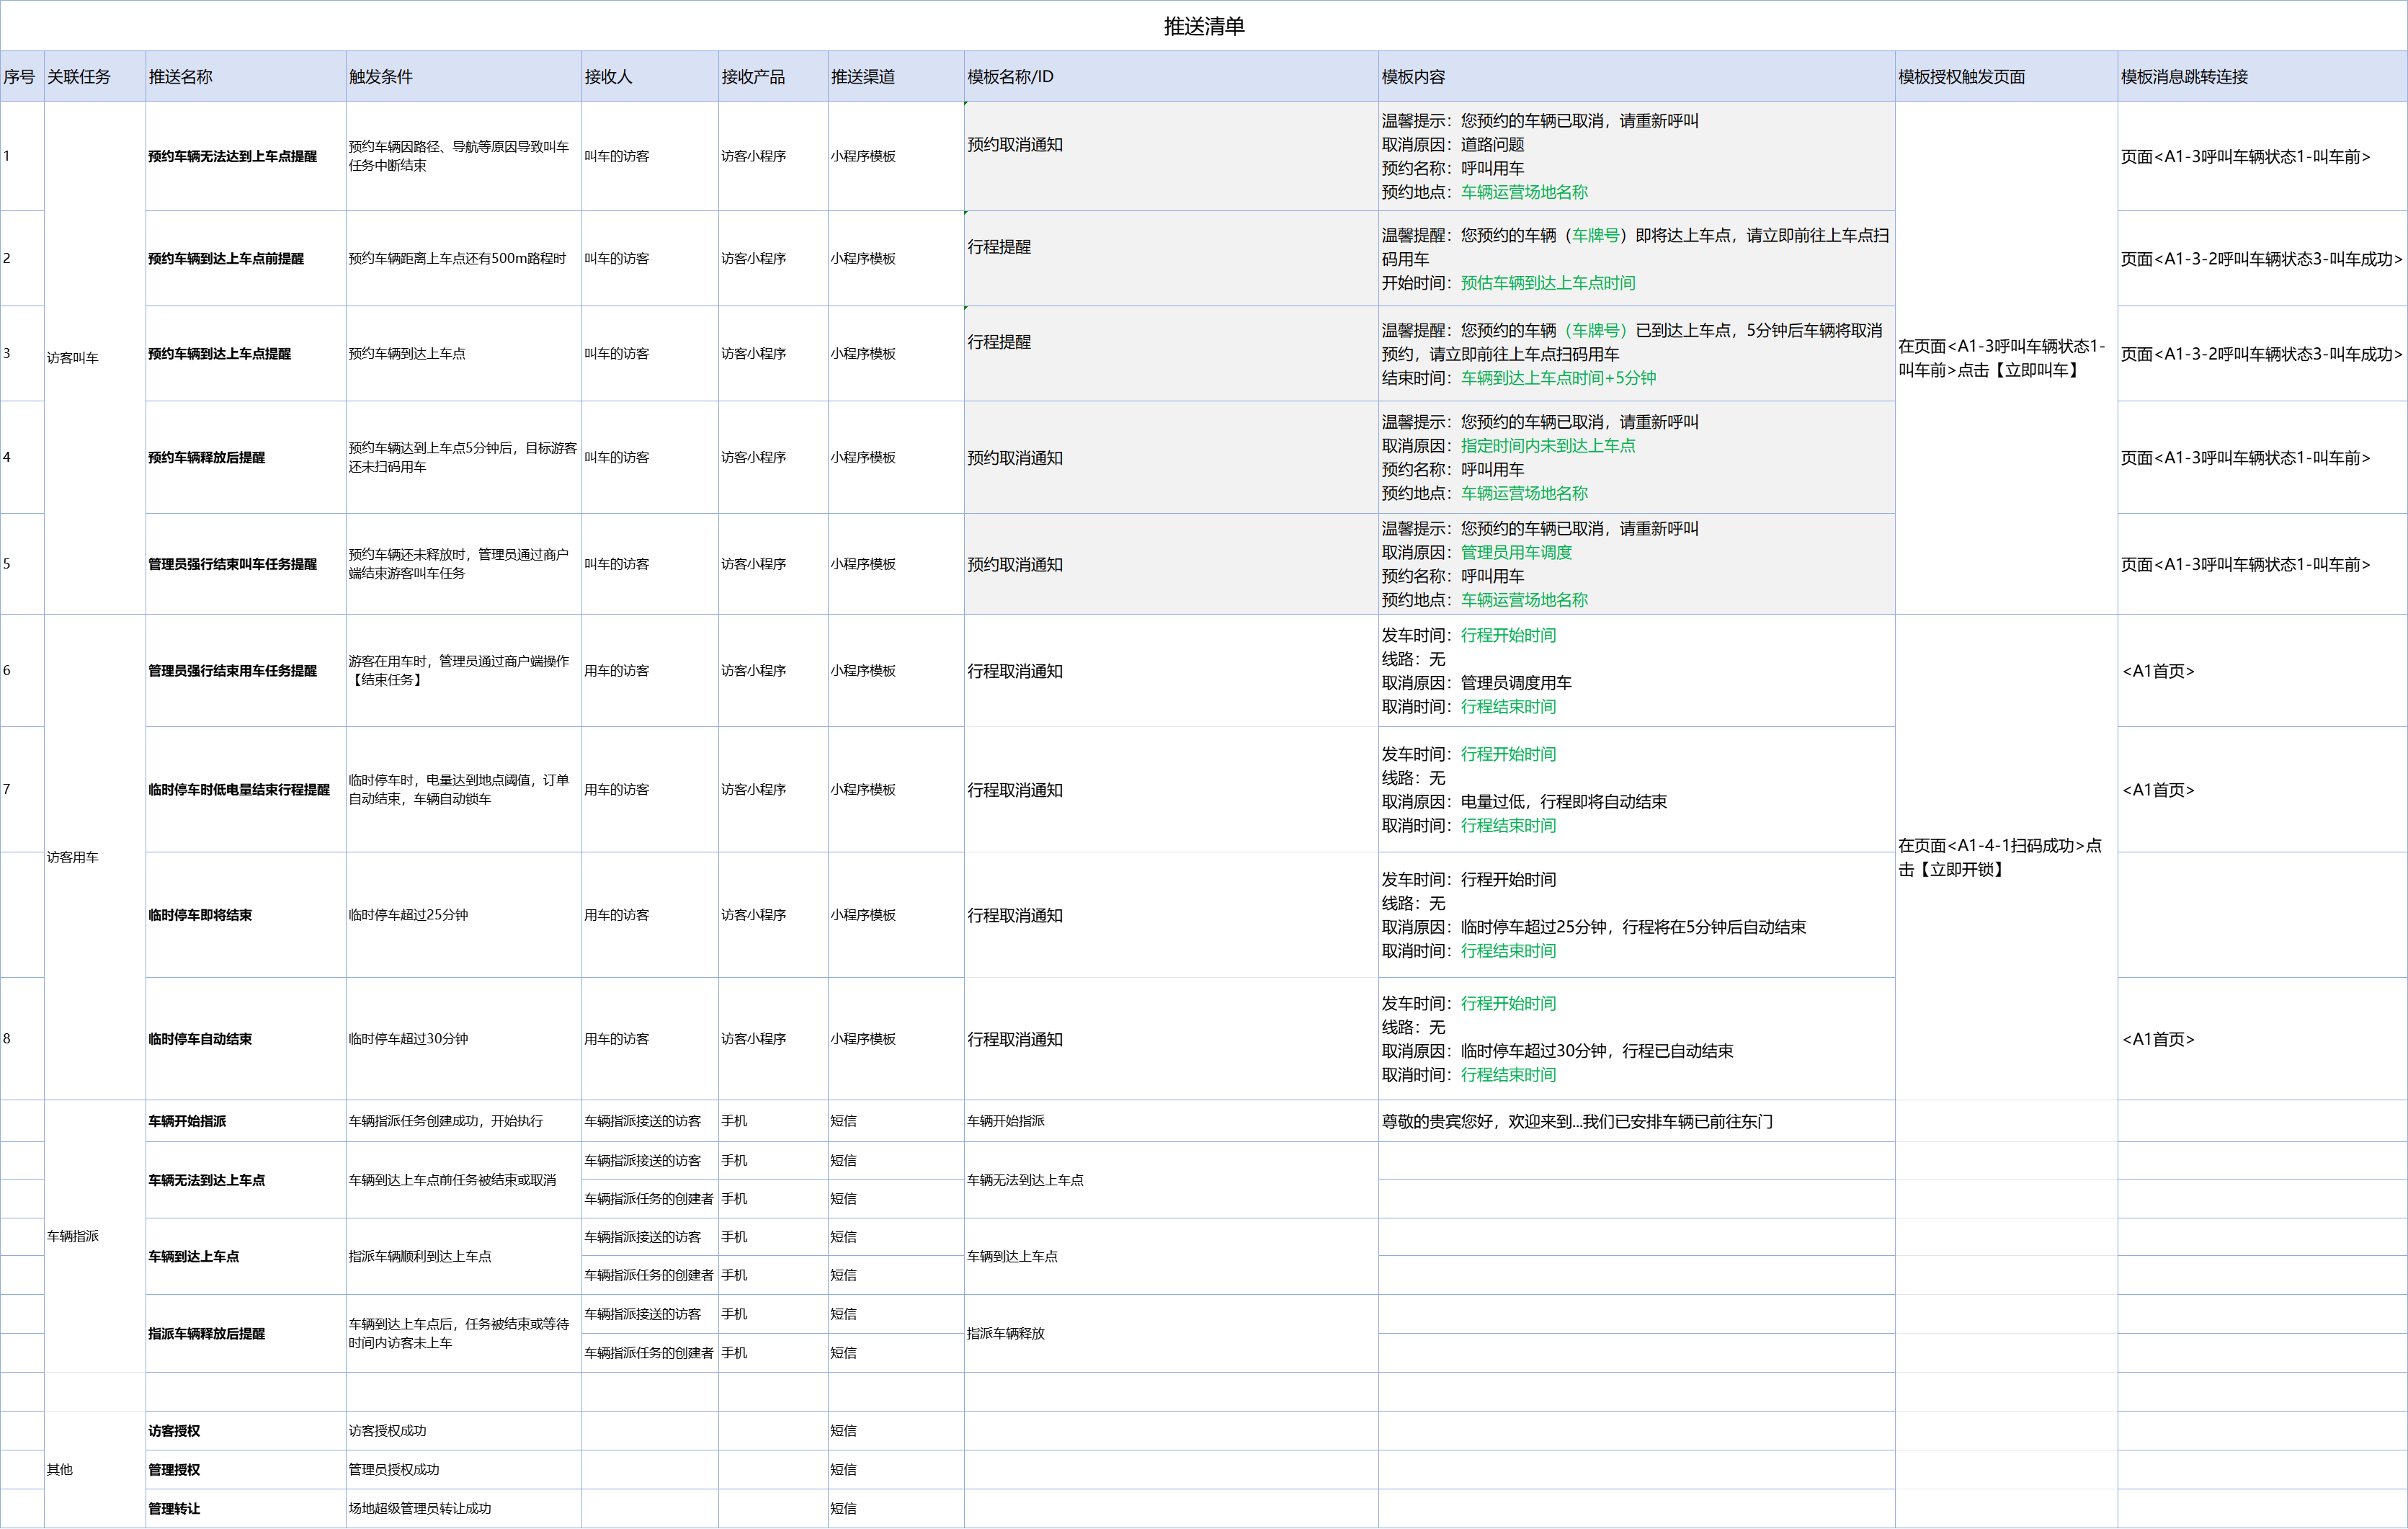 推送清单
序号 关联任务 推送名称 触发条件 接收人 接收产品 推送渠道 模板名称/ID 模板内容 模板授权触发页面 模板消息跳转连接
1
访客叫车
预约车辆无法达到上车点提醒
预约车辆因路径、导航等原因导致叫车
任务中断结束
叫车的访客
访客小程序
小程序模板
预约取消通知
温馨提示：您预约的车辆已取消，请重新呼叫
取消原因：道路问题
预约名称：呼叫用车
预约地点：车辆运营场地名称
在页面<A1-3呼叫车辆状态1-
叫车前>点击【立即叫车】
页面<A1-3呼叫车辆状态1-叫车前>
2
预约车辆到达上车点前提醒
预约车辆距离上车点还有500m路程时
叫车的访客
访客小程序
小程序模板
行程提醒
温馨提醒：您预约的车辆（车牌号）即将达上车点，请立即前往上车点扫
码用车
开始时间：预估车辆到达上车点时间
页面<A1-3-2呼叫车辆状态3-叫车成功>
3
预约车辆到达上车点提醒
预约车辆到达上车点
叫车的访客
访客小程序
小程序模板
行程提醒
温馨提醒：您预约的车辆（车牌号）已到达上车点，5分钟后车辆将取消
预约，请立即前往上车点扫码用车
结束时间：车辆到达上车点时间+5分钟
页面<A1-3-2呼叫车辆状态3-叫车成功>
4
预约车辆释放后提醒
预约车辆达到上车点5分钟后，目标游客
还未扫码用车
叫车的访客
访客小程序
小程序模板
预约取消通知
温馨提示：您预约的车辆已取消，请重新呼叫
取消原因：指定时间内未到达上车点
预约名称：呼叫用车
预约地点：车辆运营场地名称
页面<A1-3呼叫车辆状态1-叫车前>
5
管理员强行结束叫车任务提醒
预约车辆还未释放时，管理员通过商户
端结束游客叫车任务
叫车的访客
访客小程序
小程序模板
预约取消通知
温馨提示：您预约的车辆已取消，请重新呼叫
取消原因：管理员用车调度
预约名称：呼叫用车
预约地点：车辆运营场地名称
页面<A1-3呼叫车辆状态1-叫车前>
6
访客用车
管理员强行结束用车任务提醒
游客在用车时，管理员通过商户端操作
【结束任务】
用车的访客
访客小程序
小程序模板
行程取消通知
发车时间：行程开始时间
线路：无
取消原因：管理员调度用车
取消时间：行程结束时间
在页面<A1-4-1扫码成功>点
击【立即开锁】
<A1首页>
7
临时停车时低电量结束行程提醒
临时停车时，电量达到地点阈值，订单
自动结束，车辆自动锁车
用车的访客
访客小程序
小程序模板
行程取消通知
发车时间：行程开始时间
线路：无
取消原因：电量过低，行程即将自动结束
取消时间：行程结束时间
<A1首页>
临时停车即将结束
临时停车超过25分钟
用车的访客
访客小程序
小程序模板
行程取消通知
发车时间：行程开始时间
线路：无
取消原因：临时停车超过25分钟，行程将在5分钟后自动结束
取消时间：行程结束时间
8
临时停车自动结束
临时停车超过30分钟
用车的访客
访客小程序
小程序模板
行程取消通知
发车时间：行程开始时间
线路：无
取消原因：临时停车超过30分钟，行程已自动结束
取消时间：行程结束时间
<A1首页>
车辆指派
车辆开始指派
车辆指派任务创建成功，开始执行
车辆指派接送的访客
手机
短信
车辆开始指派
尊敬的贵宾您好，欢迎来到...我们已安排车辆已前往东门
车辆无法到达上车点
车辆到达上车点前任务被结束或取消
车辆指派接送的访客
手机
短信
车辆无法到达上车点
车辆指派任务的创建者
手机
短信
车辆到达上车点
指派车辆顺利到达上车点
车辆指派接送的访客
手机
短信
车辆到达上车点
车辆指派任务的创建者
手机
短信
指派车辆释放后提醒
车辆到达上车点后，任务被结束或等待
时间内访客未上车
车辆指派接送的访客
手机
短信
指派车辆释放
车辆指派任务的创建者
手机
短信
其他
访客授权
访客授权成功
短信
管理授权
管理员授权成功
短信
管理转让
场地超级管理员转让成功
短信